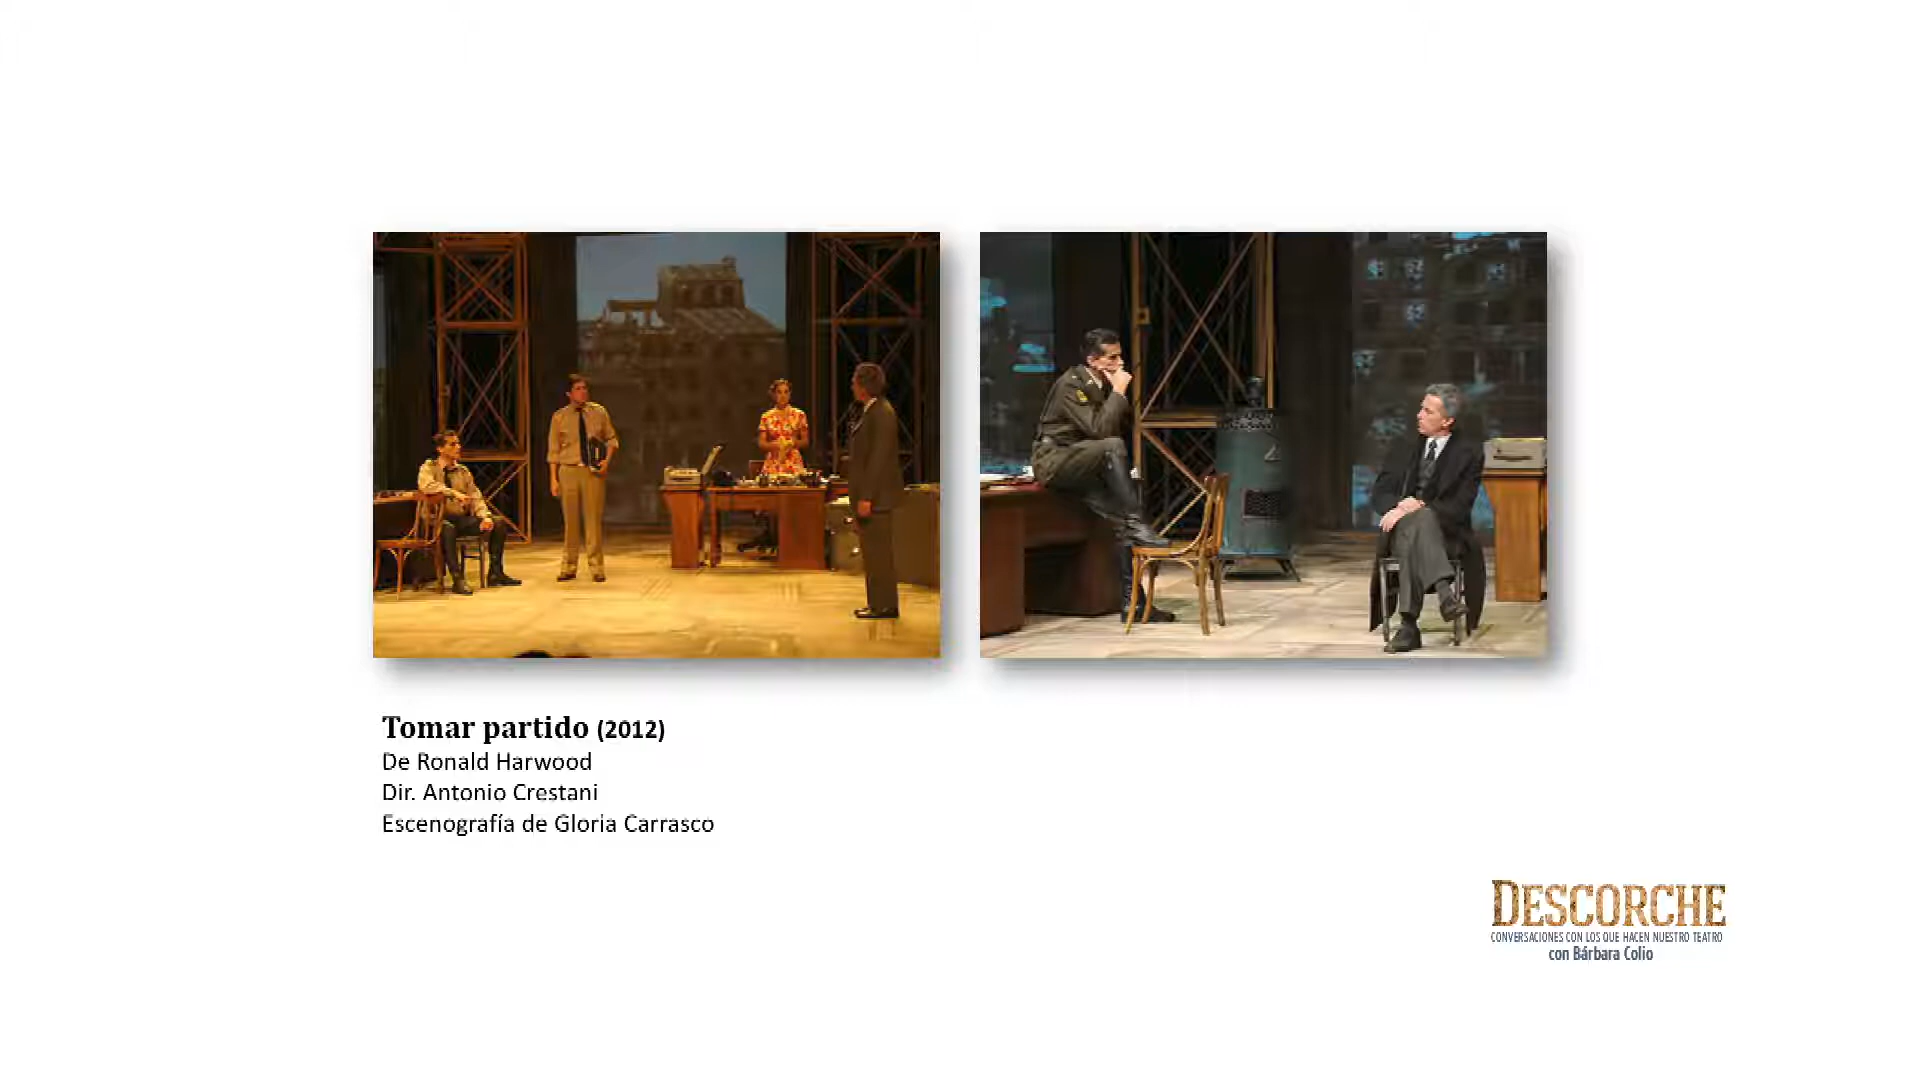 Tomar partido (2012)
De Ronald Harwood
Dir. Antonio Crestani
Escenografía de Gloria Carrasco
DESCORCHE
CONVERSACIONES CON LOS QUE HACEN NUESTRO TEATRO
con Bárbara Colio